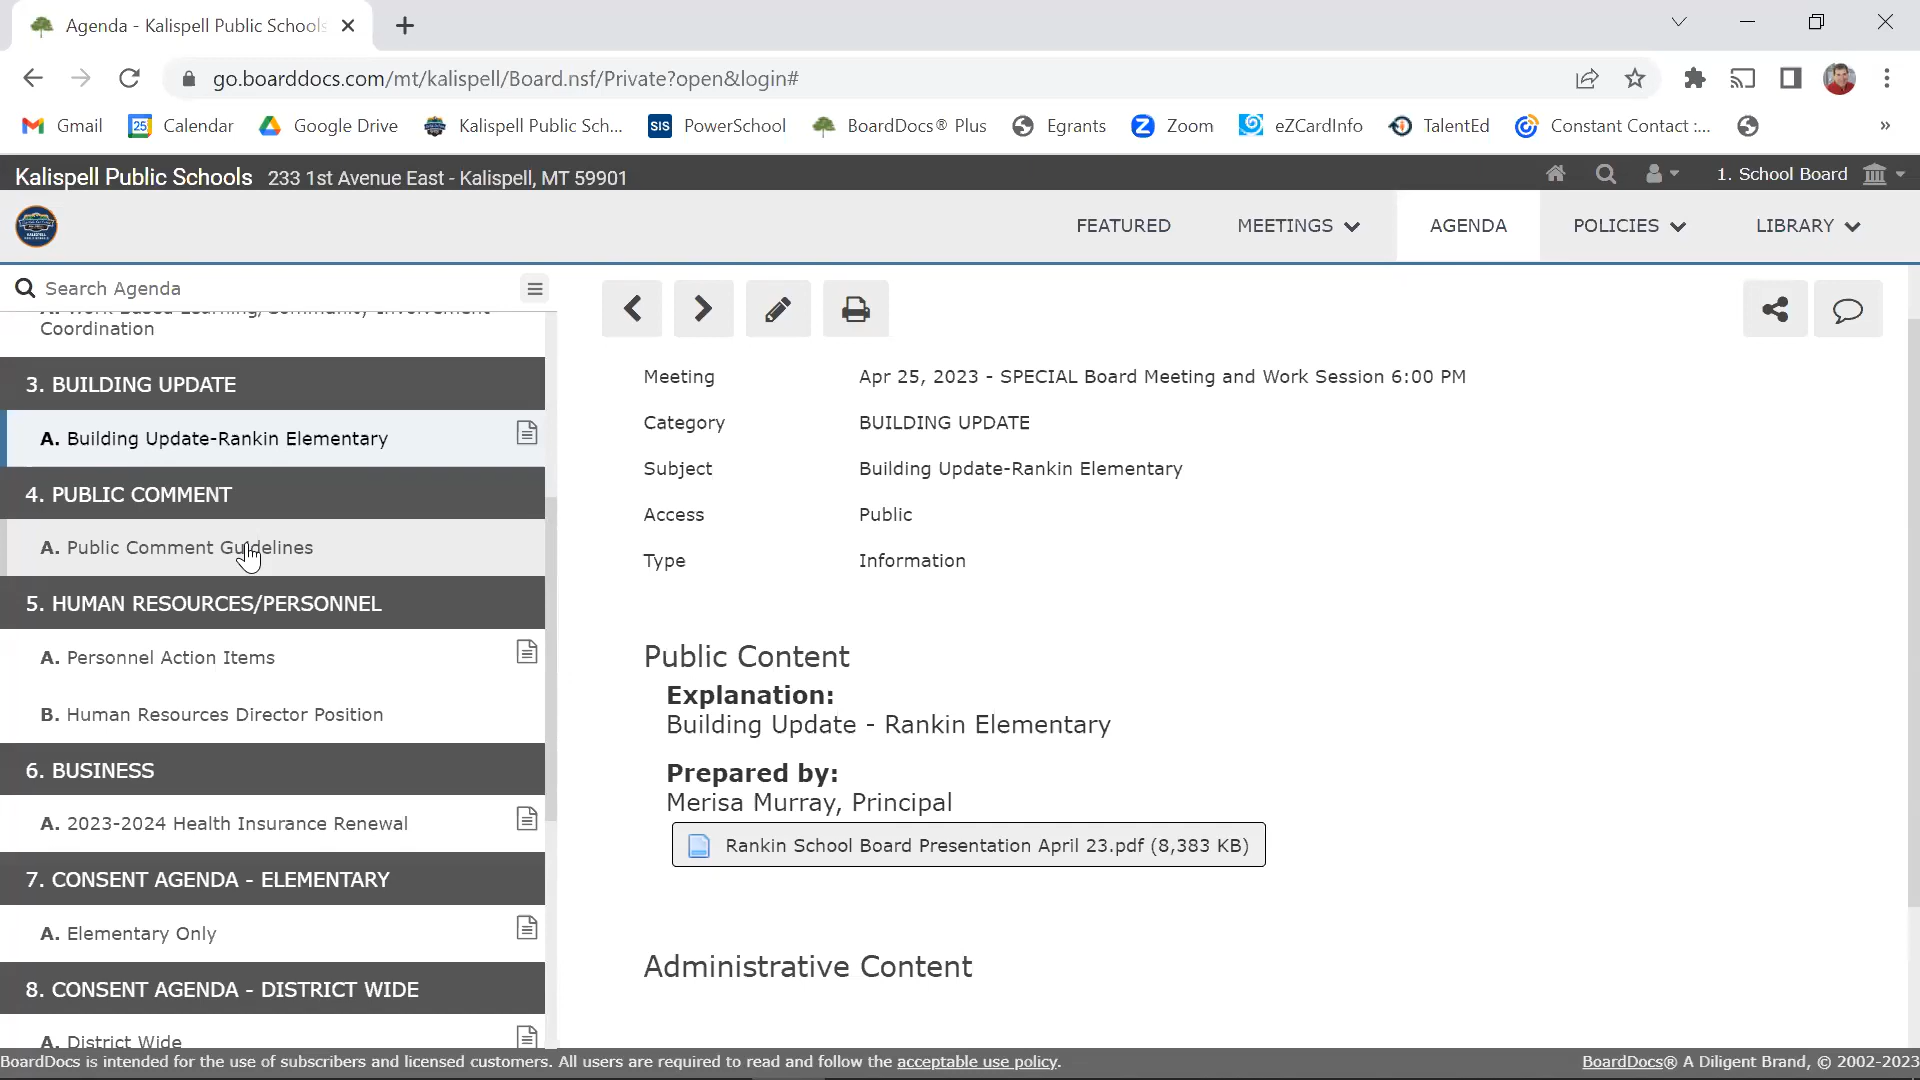 Agenda - Kalispell Public Schools
go.boarddocs.com/mt/kalispell/Board.nsf/Private?open&login#
Gmail
25 Calendar
Google Drive
Kalispell Public Sch...
SIS PowerSchool
BoardDocs® Plus
Egrants
Zoom
eZCardInfo
TalentEd
Constant Contact :...
»
Kalispell Public Schools 233 1st Avenue East - Kalispell, MT 59901
1. School Board
FEATURED MEETINGS AGENDA POLICIES LIBRARY
Search Agenda
A. Work Based Learning/Community Involvement
Coordination
3. BUILDING UPDATE
A. Building Update-Rankin Elementary
4. PUBLIC COMMENT
A. Public Comment Guidelines
5. HUMAN RESOURCES/PERSONNEL
A. Personnel Action Items
B. Human Resources Director Position
6. BUSINESS
A. 2023-2024 Health Insurance Renewal
7. CONSENT AGENDA - ELEMENTARY
A. Elementary Only
8. CONSENT AGENDA - DISTRICT WIDE
A. District Wide
Meeting Apr 25, 2023 - SPECIAL Board Meeting and Work Session 6:00 PM
Category BUILDING UPDATE
Subject Building Update-Rankin Elementary
Access Public
Type Information
Public Content
Explanation:
Building Update - Rankin Elementary
Prepared by:
Merisa Murray, Principal
Rankin School Board Presentation April 23.pdf (8,383 KB)
Administrative Content
BoardDocs is intended for the use of subscribers and licensed customers. All users are required to read and follow the acceptable use policy.
BoardDocs® A Diligent Brand, © 2002-2023